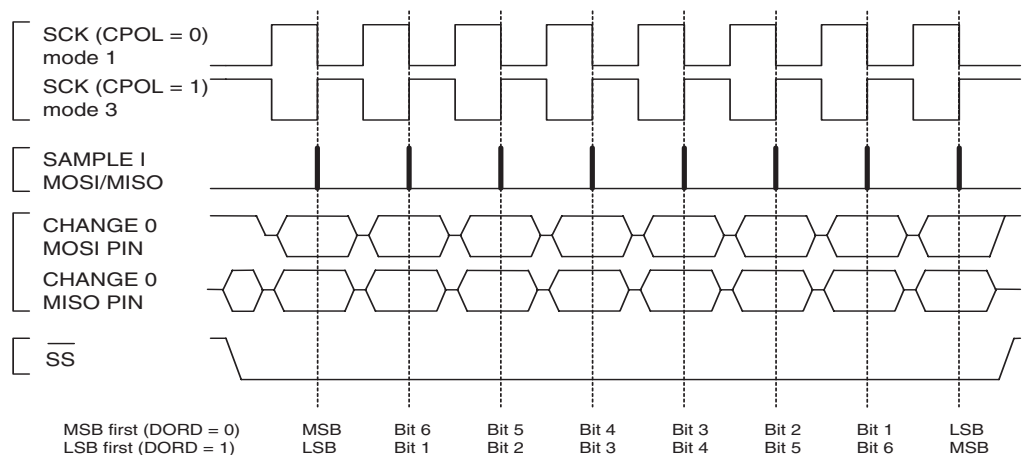 SCK (CPOL = 0)
mode 1
SCK (CPOL = 1)
mode 3
SAMPLE I
MOSI/MISO
CHANGE 0
MOSI PIN
CHANGE 0
MISO PIN
SS
MSB first (DORD = 0) MSB Bit 6 Bit 5 Bit 4 Bit 3 Bit 2 Bit 1 LSB
LSB first (DORD = 1) LSB Bit 1 Bit 2 Bit 3 Bit 4 Bit 5 Bit 6 MSB